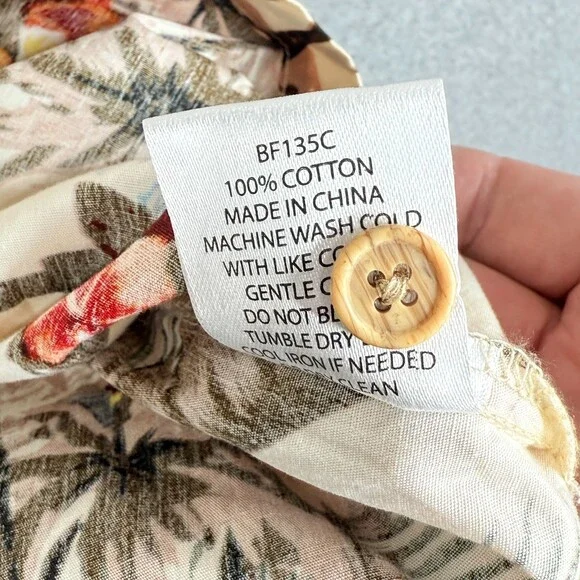 BF135C
100% COTTON
MADE IN CHINA
MACHINE WASH COLD
WITH LIKE
GENTLE
DO NOT
TUMBLE DRY
COOL IRON IF NEEDED
CLEAN